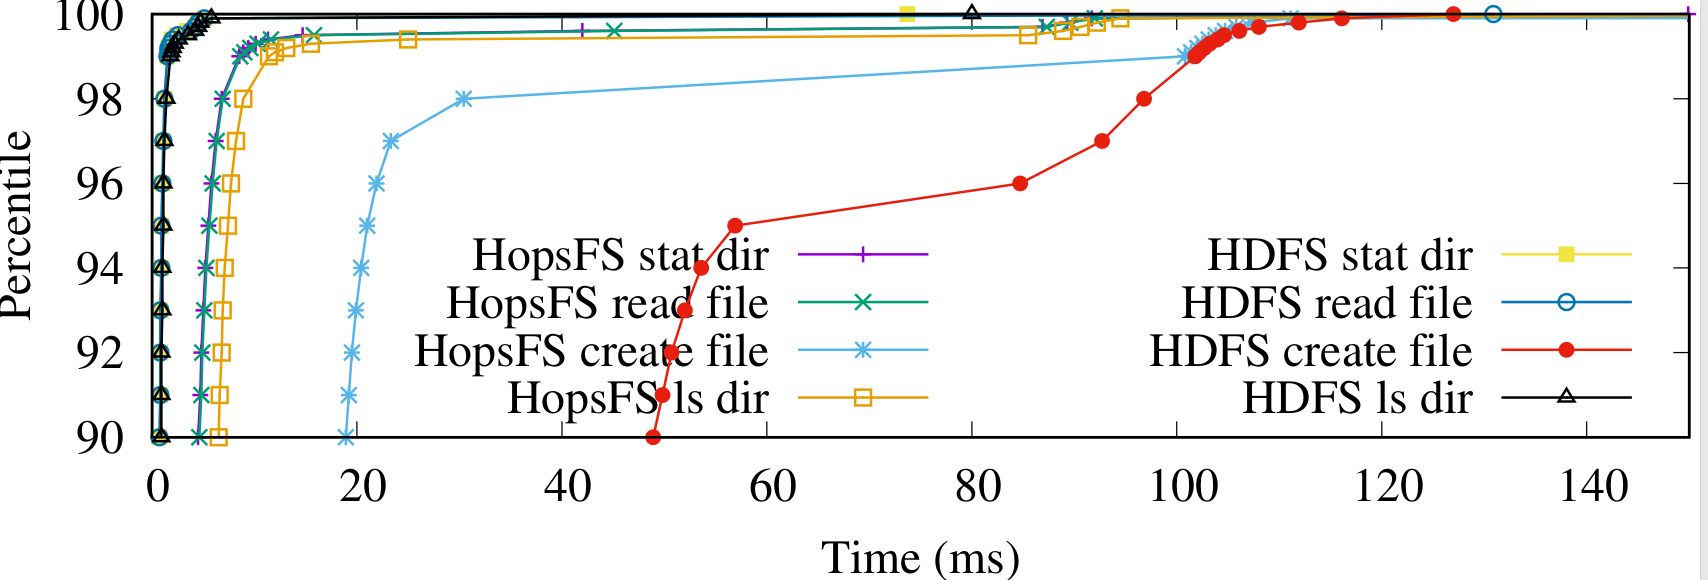 100
98
96
94
92
90
Percentile
HopsFS stat dir
HopsFS read file
HopsFS create file
HopsFS ls dir
HDFS stat dir
HDFS read file
HDFS create file
HDFS ls dir
0 20 40 60 80 100 120 140
Time (ms)